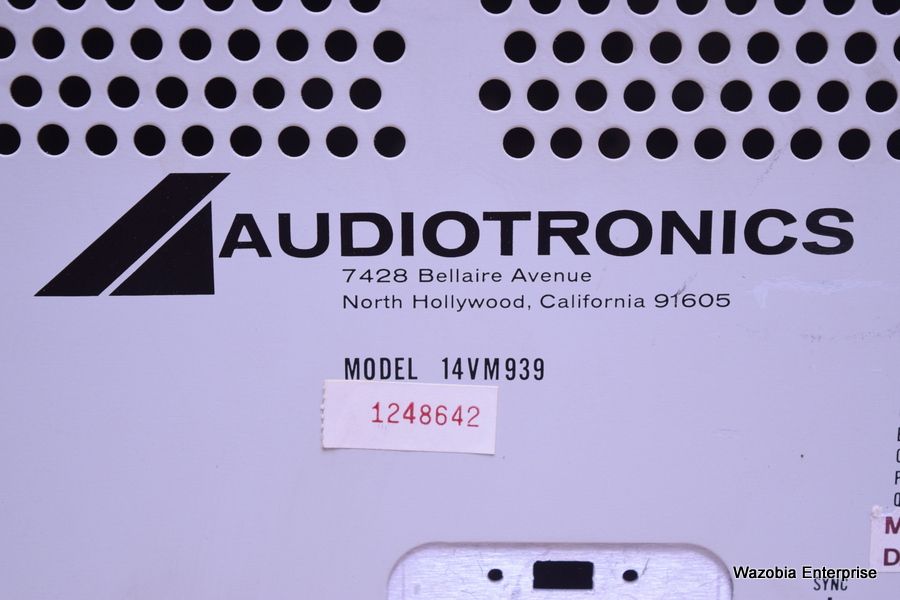 AUDIOTRONICS
7428 Bellaire Avenue
North Hollywood, California 91605
MODEL 14VM939
1248642
SYNC
Wazobia Enterprise